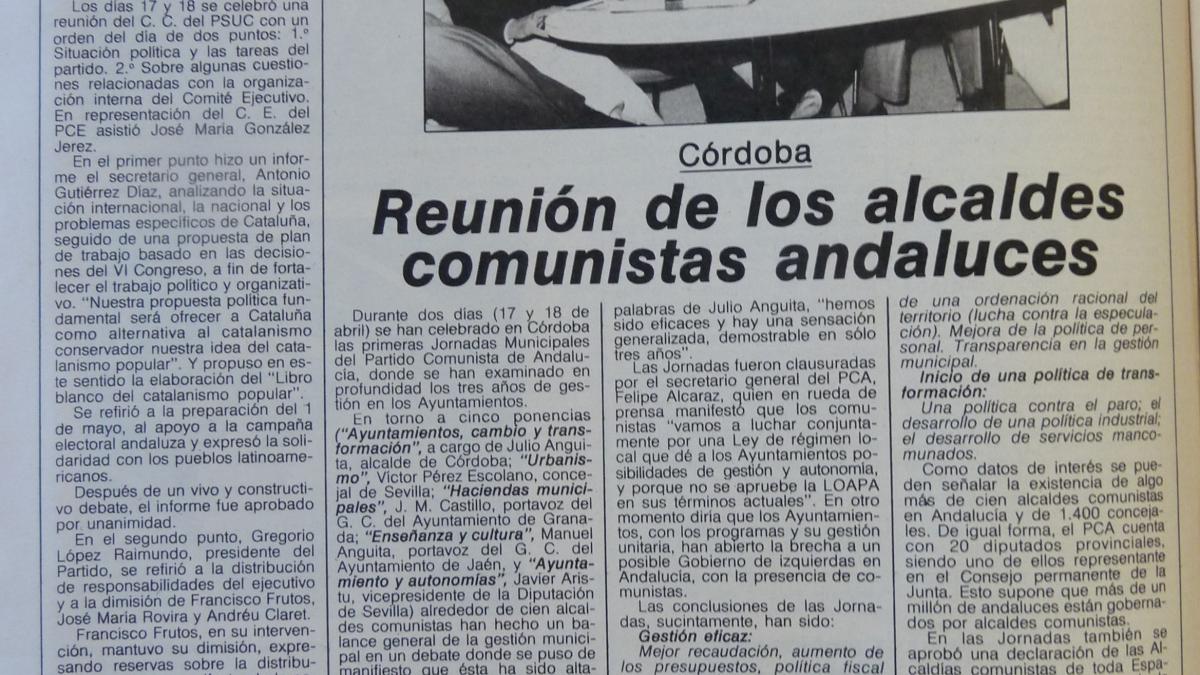 Los días 17 y 18 se celebró una
reunión del C. C. del PSUC con un
orden del día de dos puntos: 1.º
Situación política y las tareas del
partido. 2.º Sobre algunas cuestio-
nes relacionadas con la organiza-
ción interna del Comité Ejecutivo.
En representación del C. E. del
PCE asistió José María González
Jerez.
En el primer punto hizo un infor-
me el secretario general, Antonio
Gutiérrez Díaz, analizando la situa-
ción internacional, la nacional y los
problemas específicos de Cataluña,
seguido de una propuesta de plan
de trabajo basado en las decisio-
nes del VI Congreso, a fin de forta-
lecer el trabajo político y organizati-
vo. "Nuestra propuesta política fun-
damental será ofrecer a Cataluña
como alternativa al catalanismo
conservador nuestra idea del cata-
lanismo popular". Y propuso en es-
te sentido la elaboración del "Libro
blanco del catalanismo popular".
Se refirió a la preparación del 1
de mayo, al apoyo a la campaña
electoral andaluza y expresó la soli-
daridad con los pueblos latinoame-
ricanos.
Después de un vivo y constructi-
vo debate, el informe fue aprobado
por unanimidad.
En el segundo punto, Gregorio
López Raimundo, presidente del
Partido, se refirió a la distribución
de responsabilidades del ejecutivo
y a la dimisión de Francisco Frutos,
José María Rovira y Andréu Claret.
Francisco Frutos, en su interven-
ción, mantuvo su dimisión, expre-
sando reservas sobre la distribu-
Córdoba
Reunión de los alcaldes
comunistas andaluces
Durante dos días (17 y 18 de
abril) se han celebrado en Córdoba
las primeras Jornadas Municipales
del Partido Comunista de Andalu-
cía, donde se han examinado en
profundidad los tres años de ges-
tión en los Ayuntamientos.
En torno a cinco ponencias
("Ayuntamientos, cambio y trans-
formación", a cargo de Julio Angui-
ta, alcalde de Córdoba; "Urbanis-
mo", Víctor Pérez Escolano, conce-
jal de Sevilla; "Haciendas munici-
pales", J. M. Castillo, portavoz del
G. C. del Ayuntamiento de Grana-
da; "Enseñanza y cultura", Manuel
Anguita, portavoz del G. C. del
Ayuntamiento de Jaén, y "Ayunta-
miento y autonomías", Javier Aris-
tu, vicepresidente de la Diputación
de Sevilla) alrededor de cien alcal-
des comunistas han hecho un ba-
lance general de la gestión munici-
pal en un debate donde se puso de
manifiesto que ésta ha sido alta-
palabras de Julio Anguita, "hemos
sido eficaces y hay una sensación
generalizada, demostrable en sólo
tres años".
Las Jornadas fueron clausuradas
por el secretario general del PCA,
Felipe Alcaraz, quien en rueda de
prensa manifestó que los comu-
nistas "vamos a luchar conjunta-
mente por una Ley de régimen lo-
cal que dé a los Ayuntamientos po-
sibilidades de gestión y autonomía,
y porque no se apruebe la LOAPA
en sus términos actuales". En otro
momento diría que los Ayuntamien-
tos, con los programas y su gestión
unitaria, han abierto la brecha a un
posible Gobierno de izquierdas en
Andalucía, con la presencia de co-
munistas.
Las conclusiones de las Jorna-
das, sucintamente, han sido:
Gestión eficaz:
Mejor recaudación, aumento de
los presupuestos, política fiscal
de una ordenación racional del
territorio (lucha contra la especula-
ción). Mejora de la política de per-
sonal. Transparencia en la gestión
municipal.
Inicio de una política de trans-
formación:
Una política contra el paro; el
desarrollo de una política industrial;
el desarrollo de servicios manco-
munados.
Como datos de interés se pue-
den señalar la existencia de algo
más de cien alcaldes comunistas
en Andalucía y de 1.400 conceja-
les. De igual forma, el PCA cuenta
con 20 diputados provinciales,
siendo uno de ellos representante
en el Consejo permanente de la
Junta. Esto supone que más de un
millón de andaluces están goberna-
dos por alcaldes comunistas.
En las Jornadas también se
aprobó una declaración de las Al-
caldías comunistas de toda Espa-